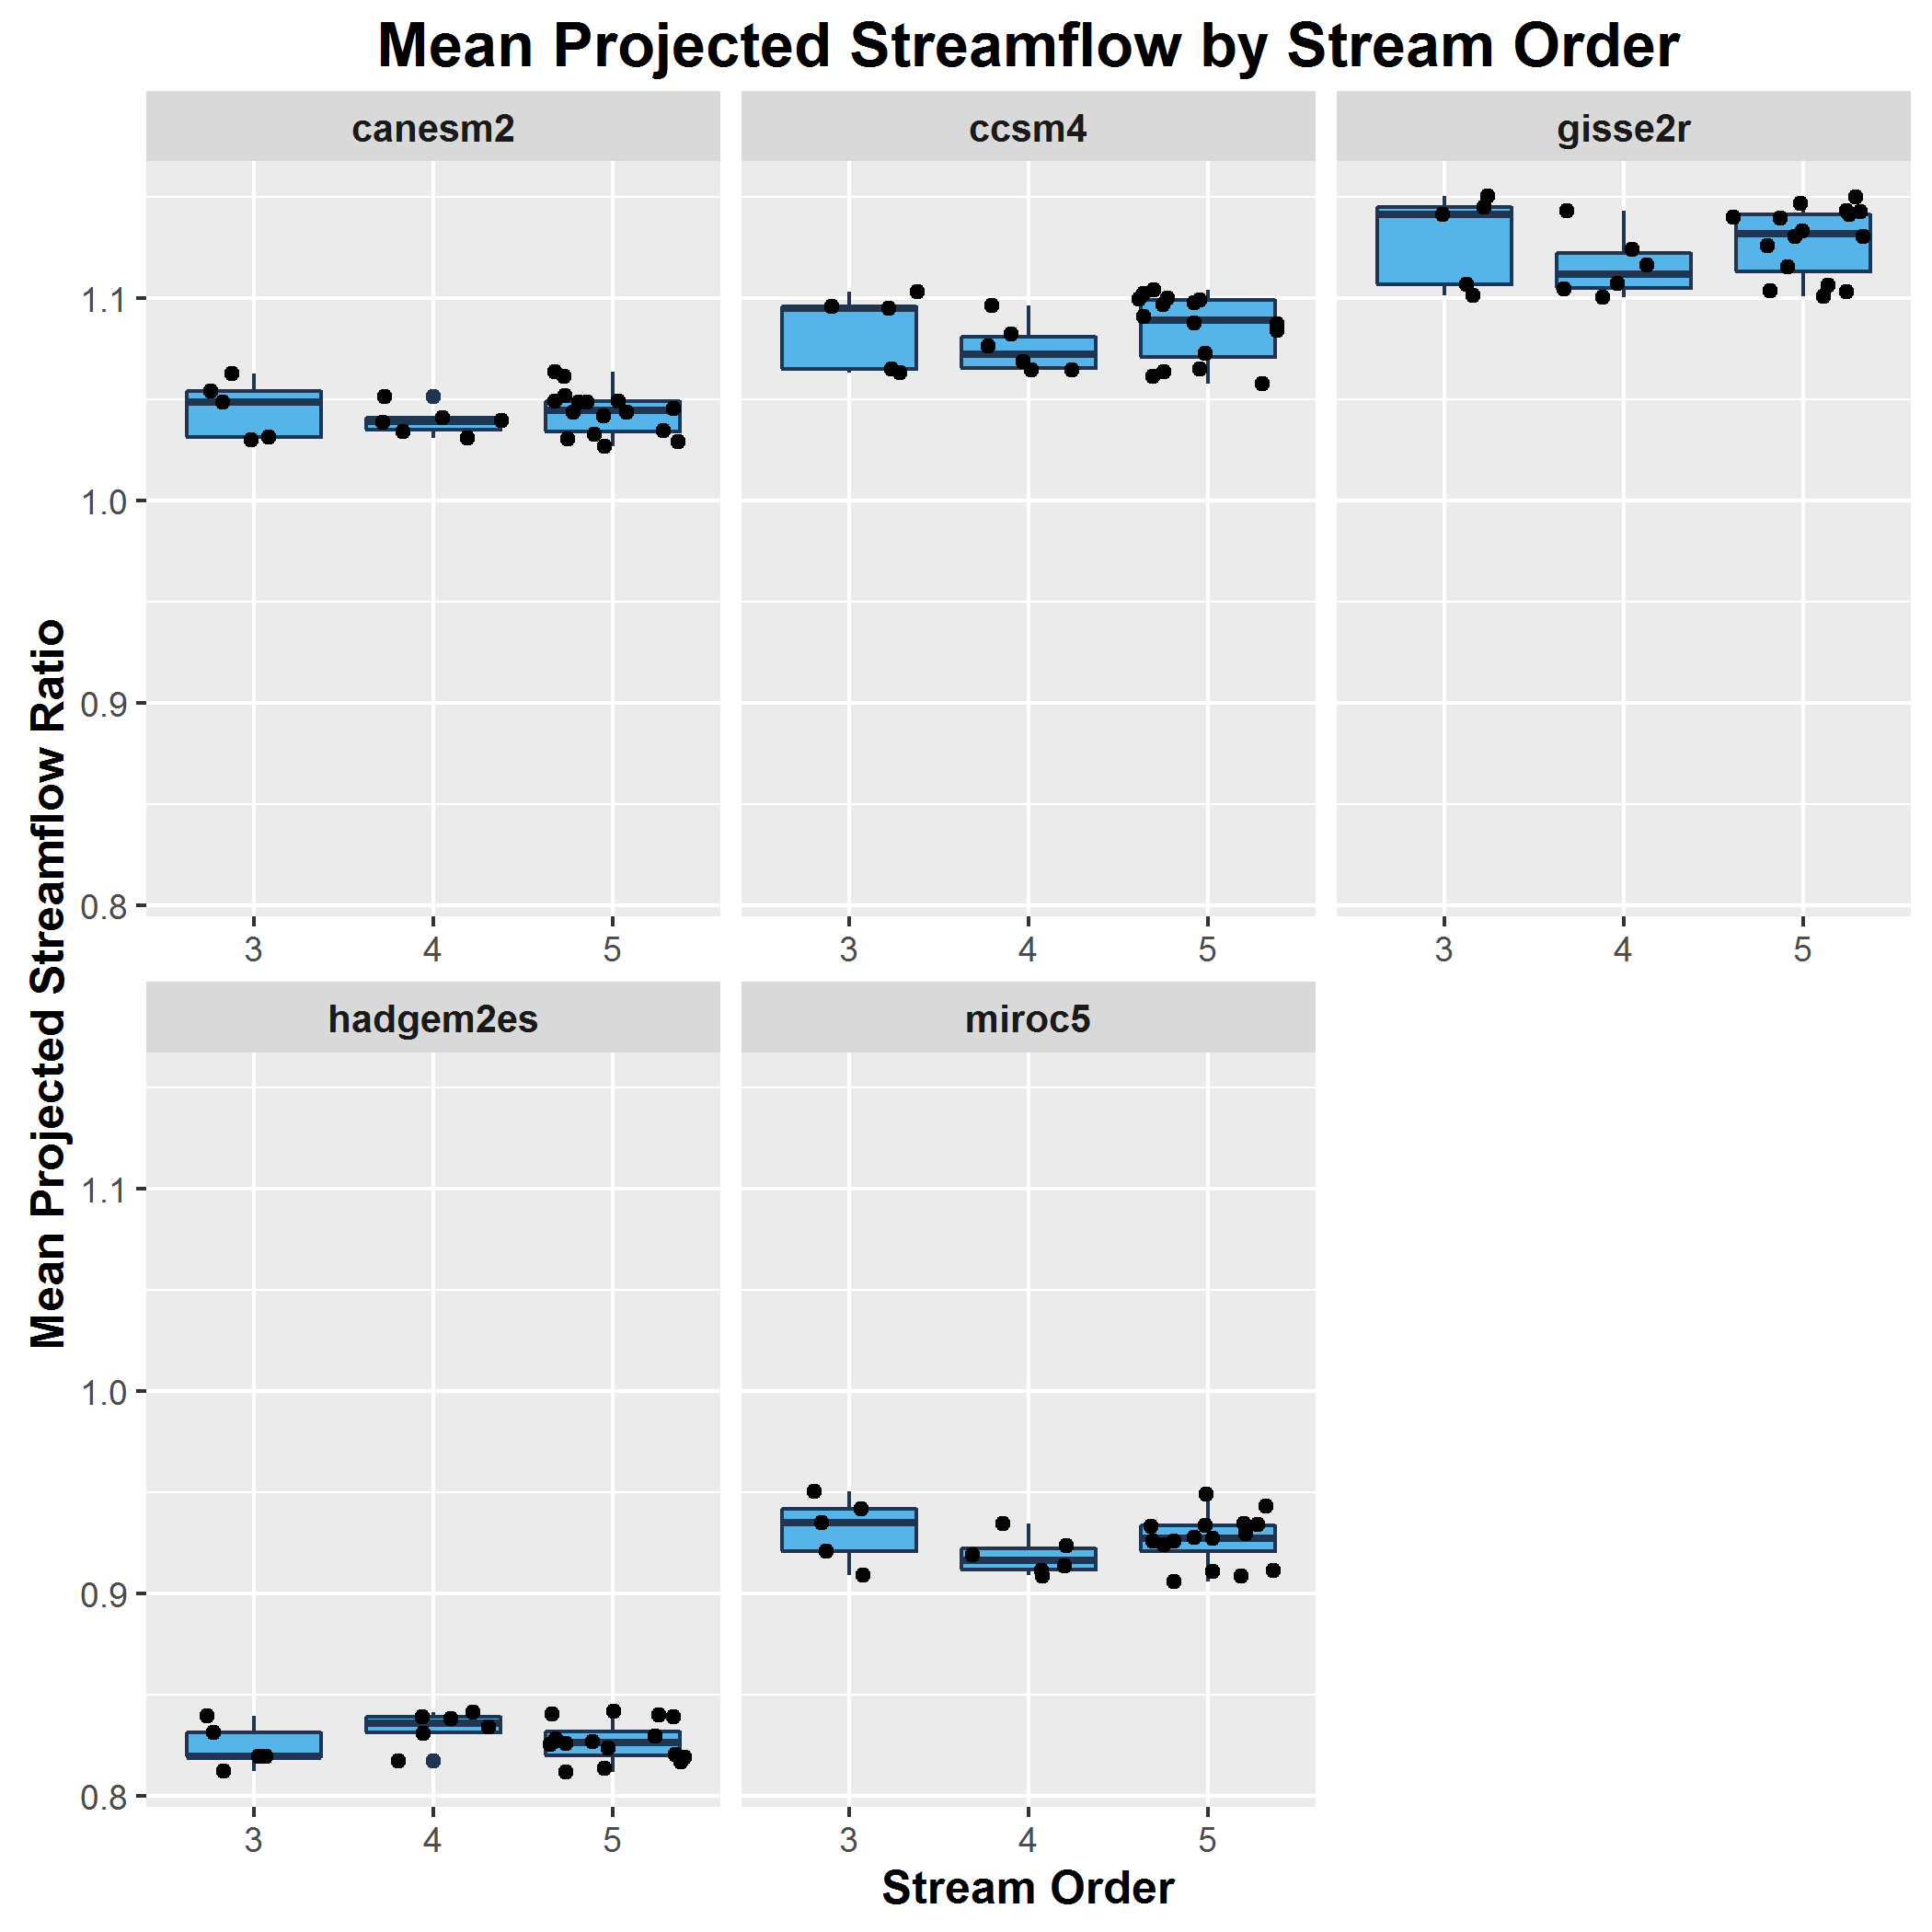 Mean Projected Streamflow by Stream Order
canesm2
ccsm4
gisse2r
Mean Projected Streamflow Ratio
1.1
1.0
0.9
0.8
3 4 5
3 4 5
3 4 5
hadgem2es
miroc5
1.1
1.0
0.9
0.8
3 4 5
3 4 5
Stream Order